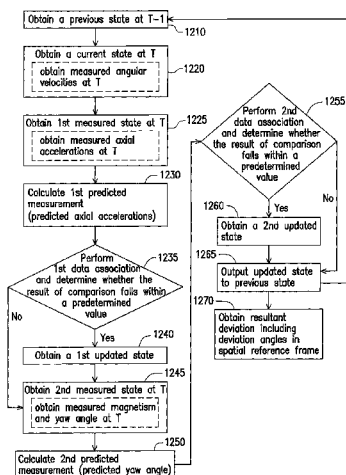 Obtain a previous state at T-1
1210
Obtain a current state at T
obtain measured angular
velocities at T
1220
Obtain 1st measured state at T
obtain measured axial
accelerations at T
1225
Calculate 1st predicted
measurement
(predicted axial accelerations)
1230
Perform
1st data association
and determine whether the
result of comparison falls within
a predetermined
value
1235
No
Yes
1240
Obtain a 1st updated state
1245
Obtain 2nd measured state at T
obtain measured magnetism
and yaw angle at T
1250
Calculate 2nd predicted
measurement (predicted yaw angle)
1255
Perform 2nd
data association
and determine whether
the result of comparison
falls within a
predetermined
value
Yes
No
1260
Obtain a 2nd updated
state
1265
Output updated state
to previous state
1270
Obtain resultant
deviation including
deviation angles in
spatial reference frame